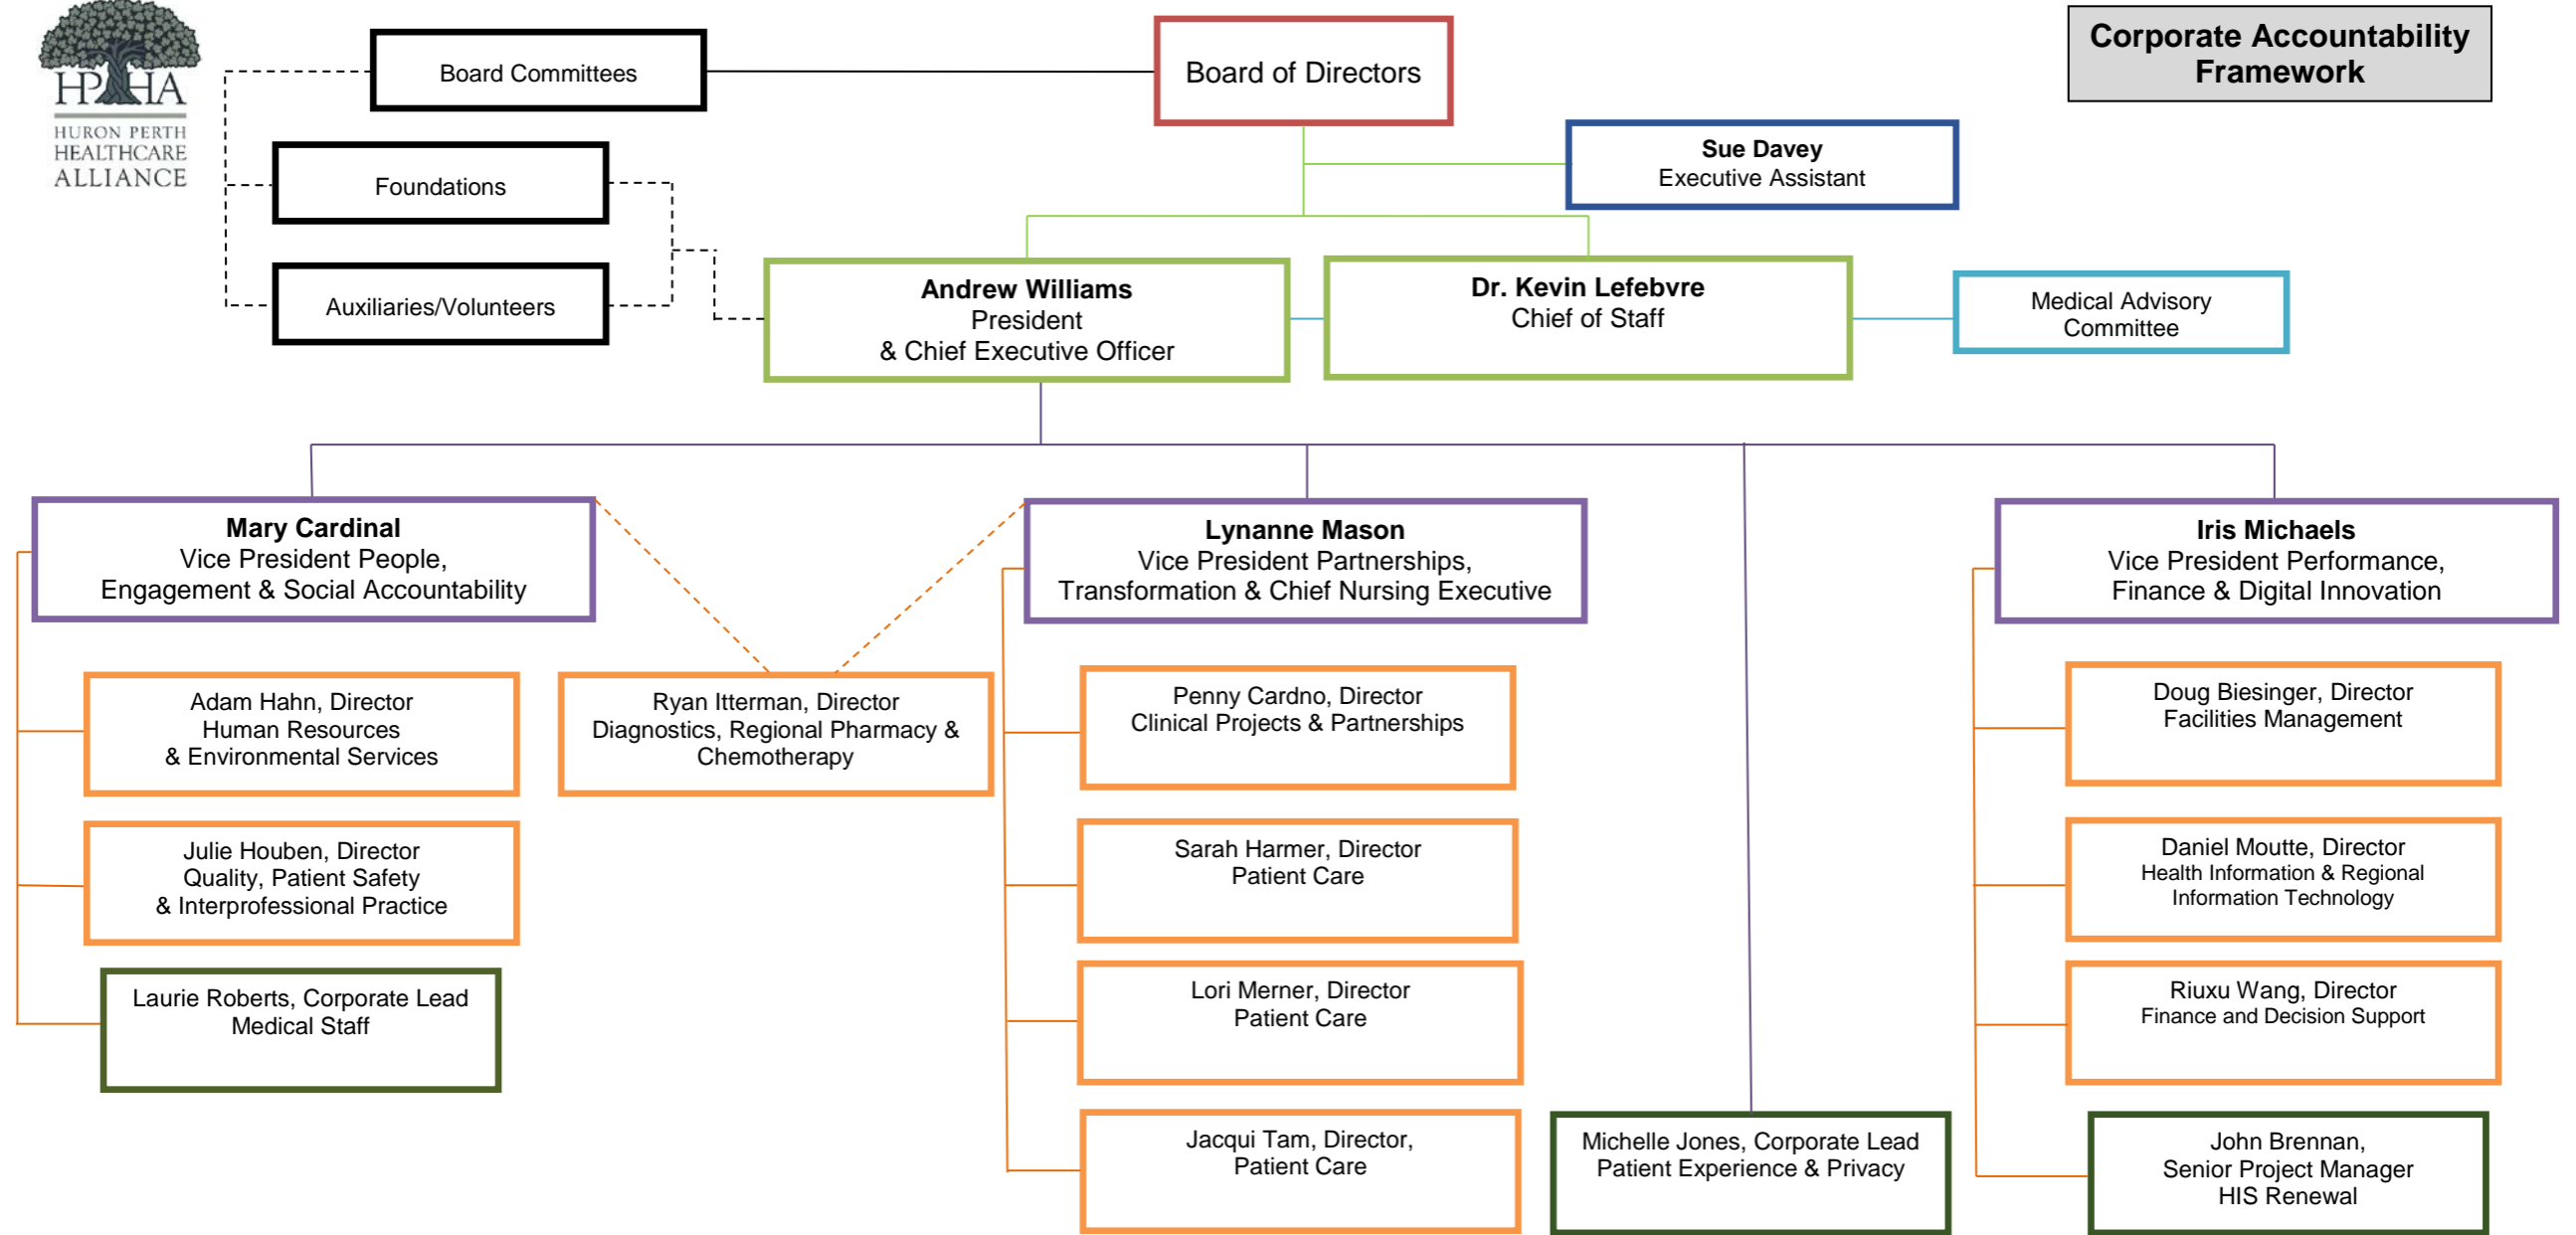 HPHA
HURON PERTH
HEALTHCARE
ALLIANCE
Board Committees
Board of Directors
Corporate Accountability
Framework
Foundations
Sue Davey
Executive Assistant
Auxiliaries/Volunteers
Andrew Williams
President
& Chief Executive Officer
Dr. Kevin Lefebvre
Chief of Staff
Medical Advisory
Committee
Mary Cardinal
Vice President People,
Engagement & Social Accountability
Lynanne Mason
Vice President Partnerships,
Transformation & Chief Nursing Executive
Iris Michaels
Vice President Performance,
Finance & Digital Innovation
Adam Hahn, Director
Human Resources
& Environmental Services
Ryan Itterman, Director
Diagnostics, Regional Pharmacy &
Chemotherapy
Penny Cardno, Director
Clinical Projects & Partnerships
Doug Biesinger, Director
Facilities Management
Julie Houben, Director
Quality, Patient Safety
& Interprofessional Practice
Sarah Harmer, Director
Patient Care
Daniel Moutte, Director
Health Information & Regional
Information Technology
Laurie Roberts, Corporate Lead
Medical Staff
Lori Merner, Director
Patient Care
Riuxu Wang, Director
Finance and Decision Support
Jacqui Tam, Director,
Patient Care
Michelle Jones, Corporate Lead
Patient Experience & Privacy
John Brennan,
Senior Project Manager
HIS Renewal